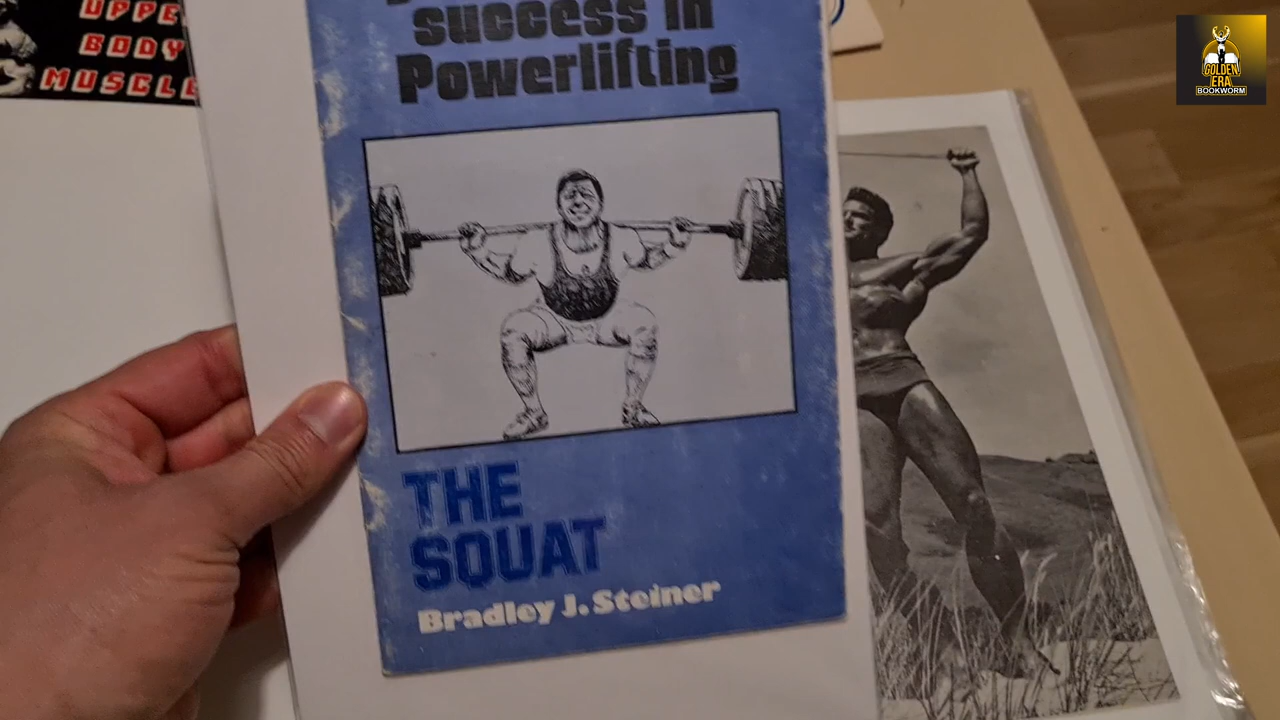 UPPE
BODY
MUSCLE
success in
Powerlifting
THE
SQUAT
Bradley J. Steiner
GOLDEN
ERA
BOOKWORM